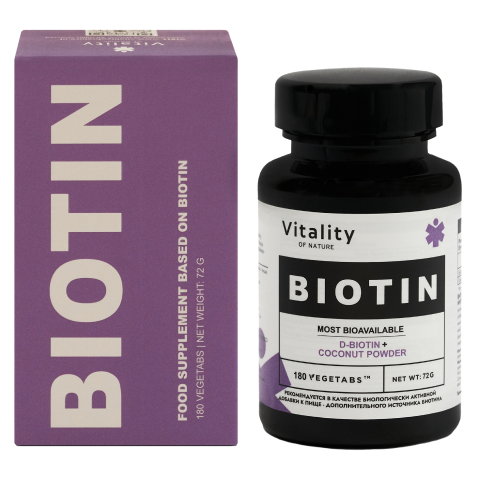 Vitality
BIOTIN
FOOD SUPPLEMENT BASED ON BIOTIN
180 VEGETABS | NET WEIGHT: 72 G
Vitality
OF NATURE
BIOTIN
MOST BIOAVAILABLE
D-BIOTIN +
COCONUT POWDER
180 VEGETABS™
NET WT: 72G
РЕКОМЕНДУЕТСЯ В КАЧЕСТВЕ БИОЛОГИЧЕСКИ АКТИВНОЙ
ДОБАВКИ К ПИЩЕ - ДОПОЛНИТЕЛЬНОГО ИСТОЧНИКА БИОТИНА